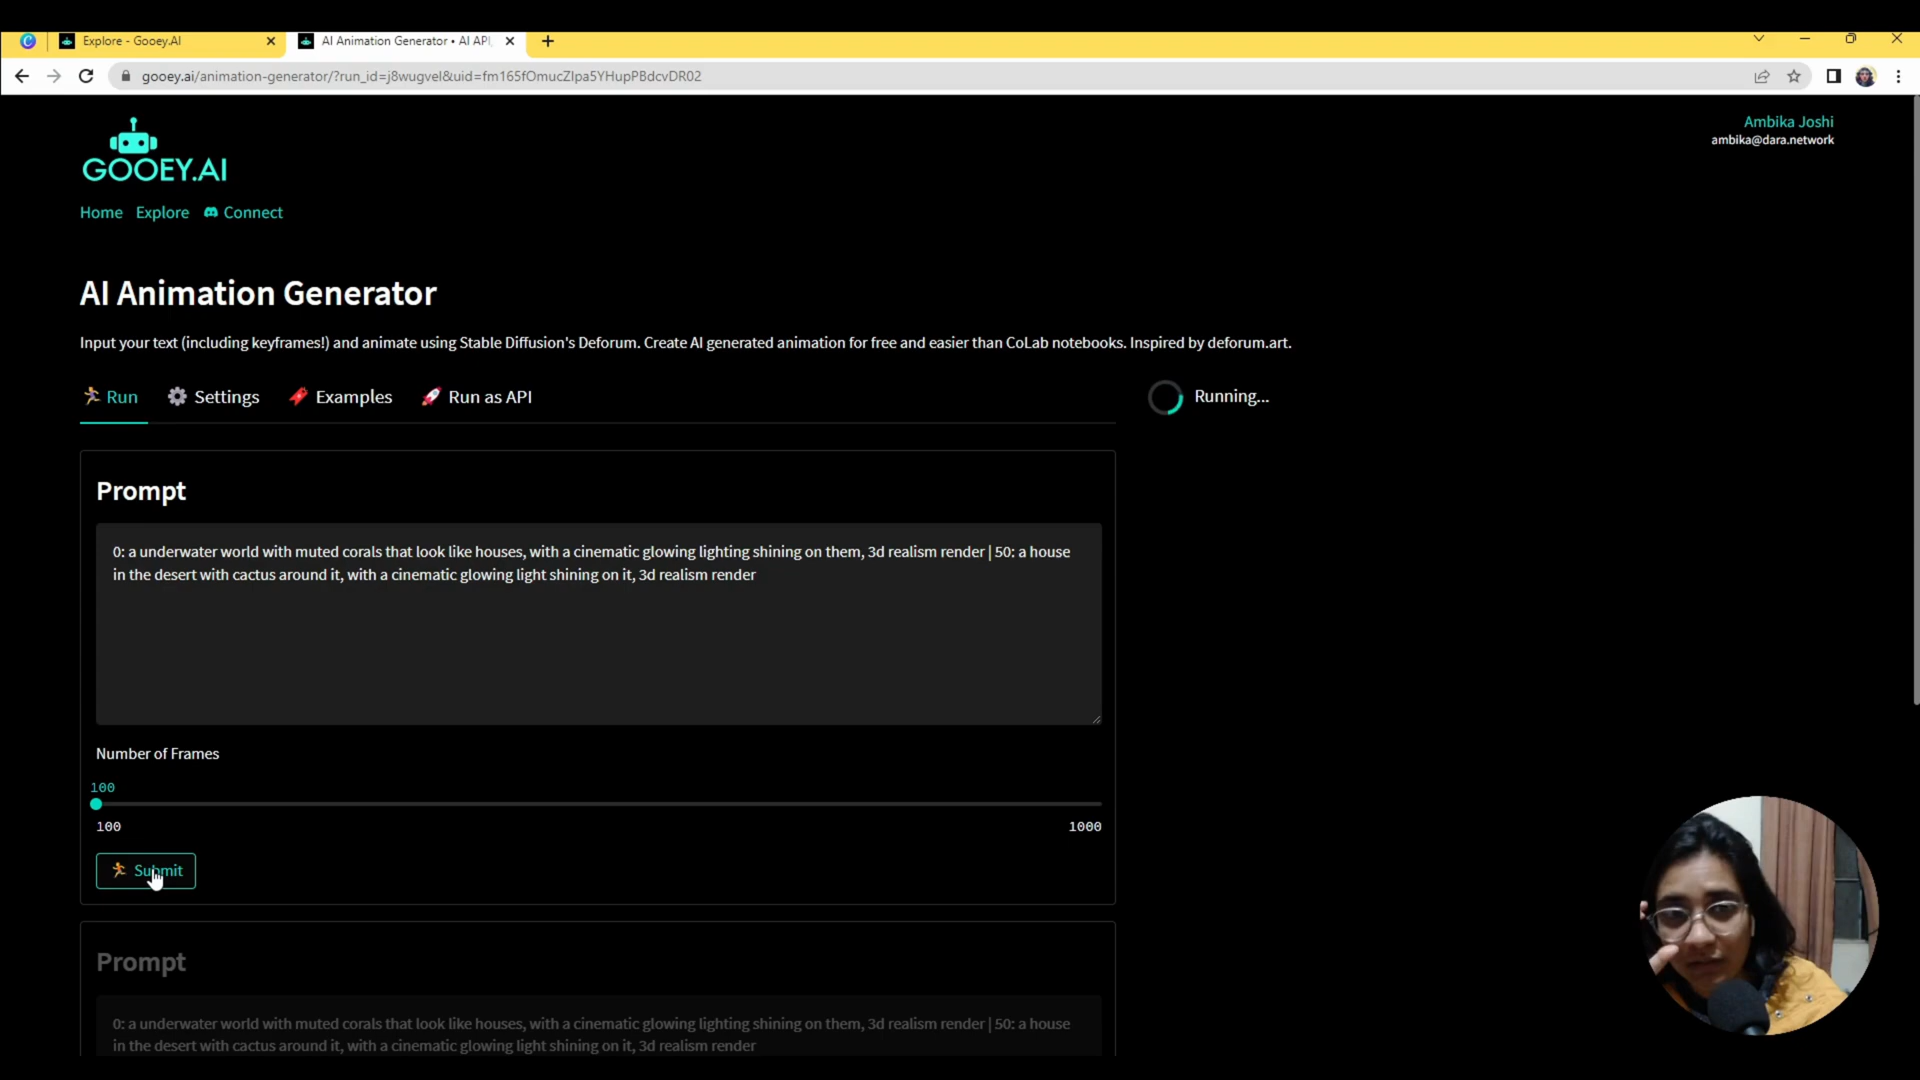 Explore - Gooey.AI
AI Animation Generator • AI API,
gooey.ai/animation-generator/?run_id=j8wugvel&uid=fm165fOmucZIpa5YHupPBdcvDR02
GOOEY.AI
Ambika Joshi
ambika@dara.network
Home Explore Connect
AI Animation Generator
Input your text (including keyframes!) and animate using Stable Diffusion's Deforum. Create AI generated animation for free and easier than CoLab notebooks. Inspired by deforum.art.
Run Settings Examples Run as API
Running...
Prompt
0: a underwater world with muted corals that look like houses, with a cinematic glowing lighting shining on them, 3d realism render | 50: a house
in the desert with cactus around it, with a cinematic glowing light shining on it, 3d realism render
Number of Frames
100
100 1000
Submit
Prompt
0: a underwater world with muted corals that look like houses, with a cinematic glowing lighting shining on them, 3d realism render | 50: a house
in the desert with cactus around it, with a cinematic glowing light shining on it, 3d realism render